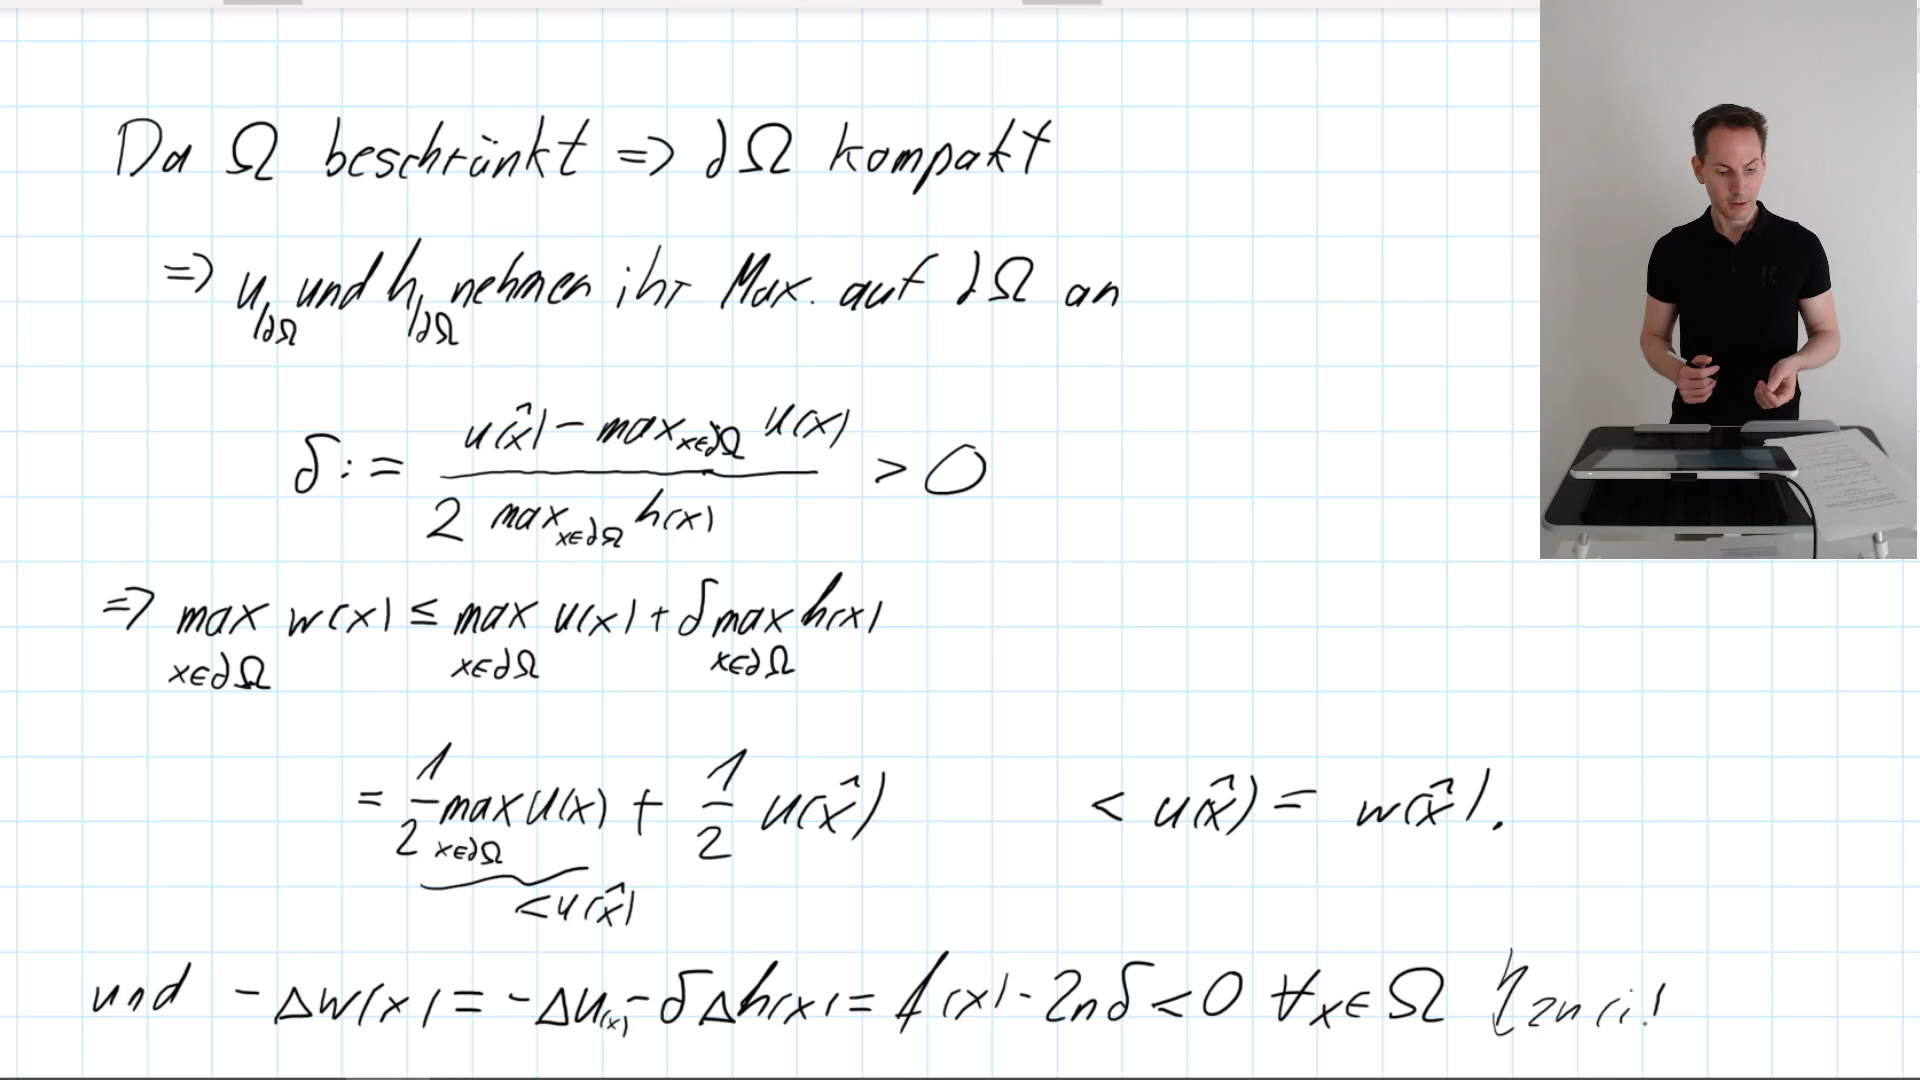 Da Ω beschränkt => ∂Ω kompakt
=> u|∂Ω und h|∂Ω nehmen ihr Max. auf ∂Ω an
δ := (u(x̂) - max_{x∈∂Ω} u(x)) / (2 max_{x∈∂Ω} h(x)) > 0
=> max_{x∈∂Ω} w(x) ≤ max_{x∈∂Ω} u(x) + δ max_{x∈∂Ω} h(x)
= 1/2 max_{x∈∂Ω} u(x) + 1/2 u(x̂) < u(x̂) = w(x̂).
< u(x̂)
und -Δw(x) = -Δu(x) - δΔh(x) = f(x) - 2nδ < 0 ∀x∈Ω ↯ zu i)!